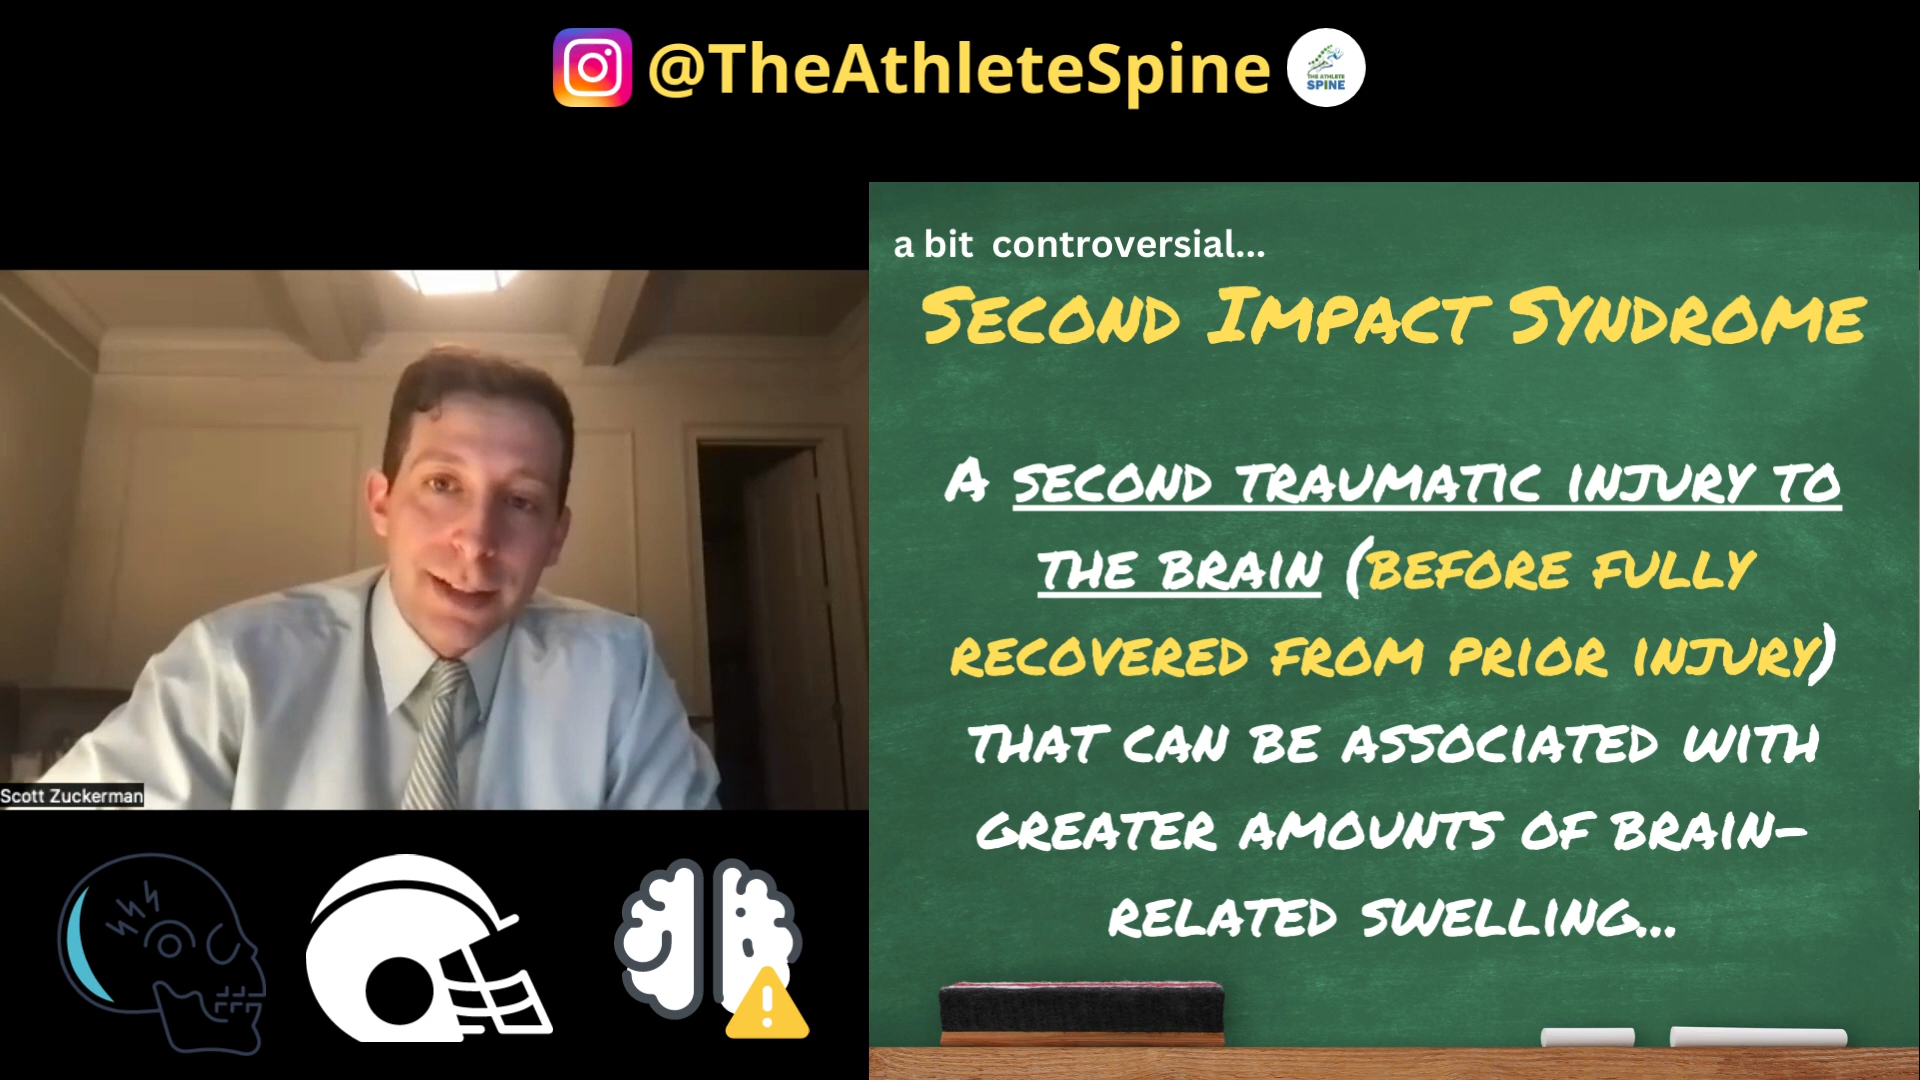 @TheAthleteSpine
THE ATHLETE
SPINE
a bit controversial...
SECOND IMPACT SYNDROME
A SECOND TRAUMATIC INJURY TO
THE BRAIN (BEFORE FULLY
RECOVERED FROM PRIOR INJURY)
THAT CAN BE ASSOCIATED WITH
GREATER AMOUNTS OF BRAIN-
RELATED SWELLING...
Scott Zuckerman